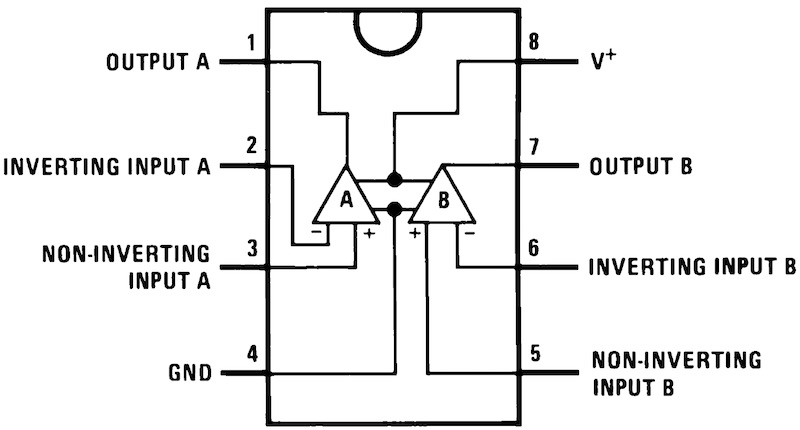 1
OUTPUT A
8
V+
2
INVERTING INPUT A
7
OUTPUT B
A
B
- +
+ -
3
NON-INVERTING
INPUT A
6
INVERTING INPUT B
4
GND
5
NON-INVERTING
INPUT B